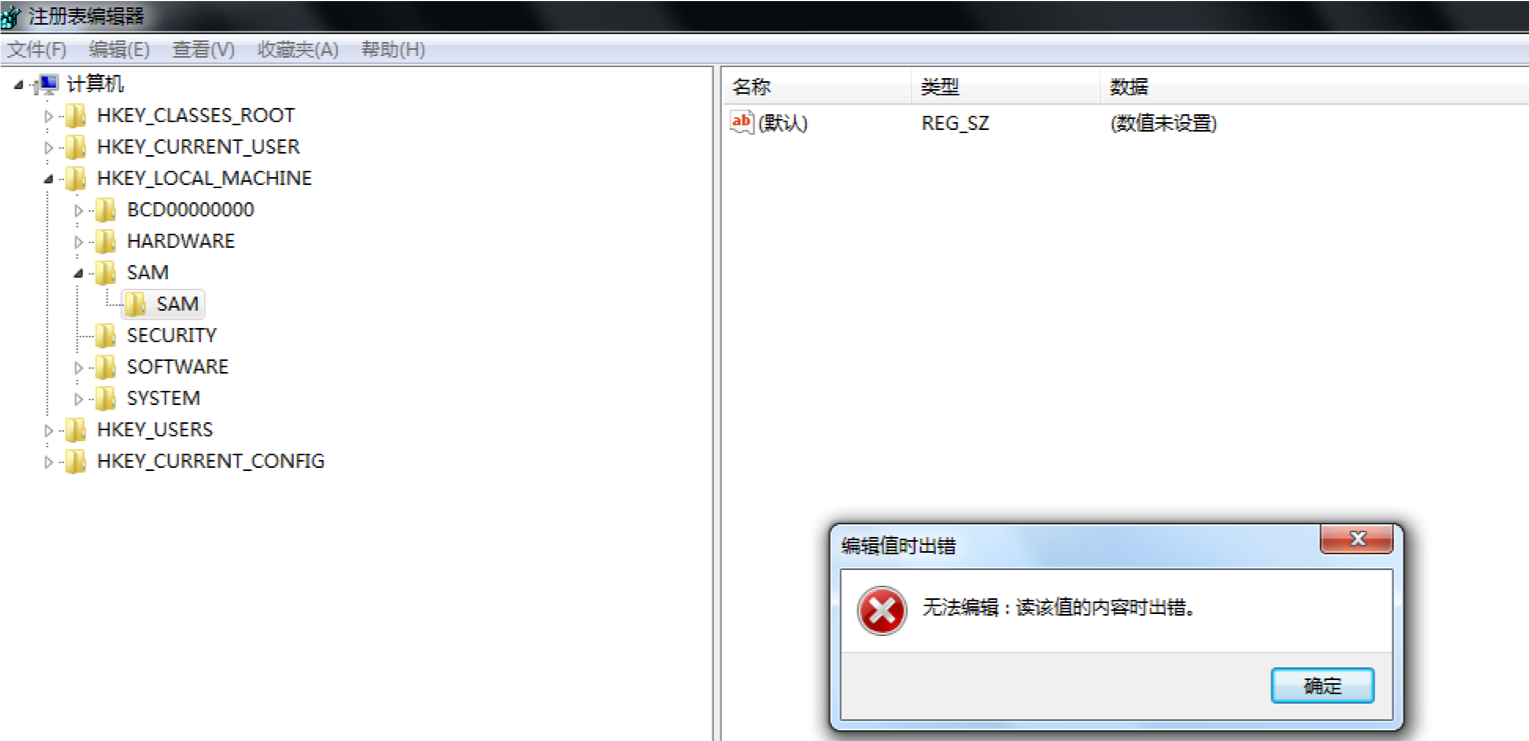 注册表编辑器
文件(F) 编辑(E) 查看(V) 收藏夹(A) 帮助(H)
计算机
HKEY_CLASSES_ROOT
HKEY_CURRENT_USER
HKEY_LOCAL_MACHINE
BCD00000000
HARDWARE
SAM
SAM
SECURITY
SOFTWARE
SYSTEM
HKEY_USERS
HKEY_CURRENT_CONFIG
名称 类型 数据
ab (默认) REG_SZ (数值未设置)
编辑值时出错
无法编辑：读该值的内容时出错。
确定